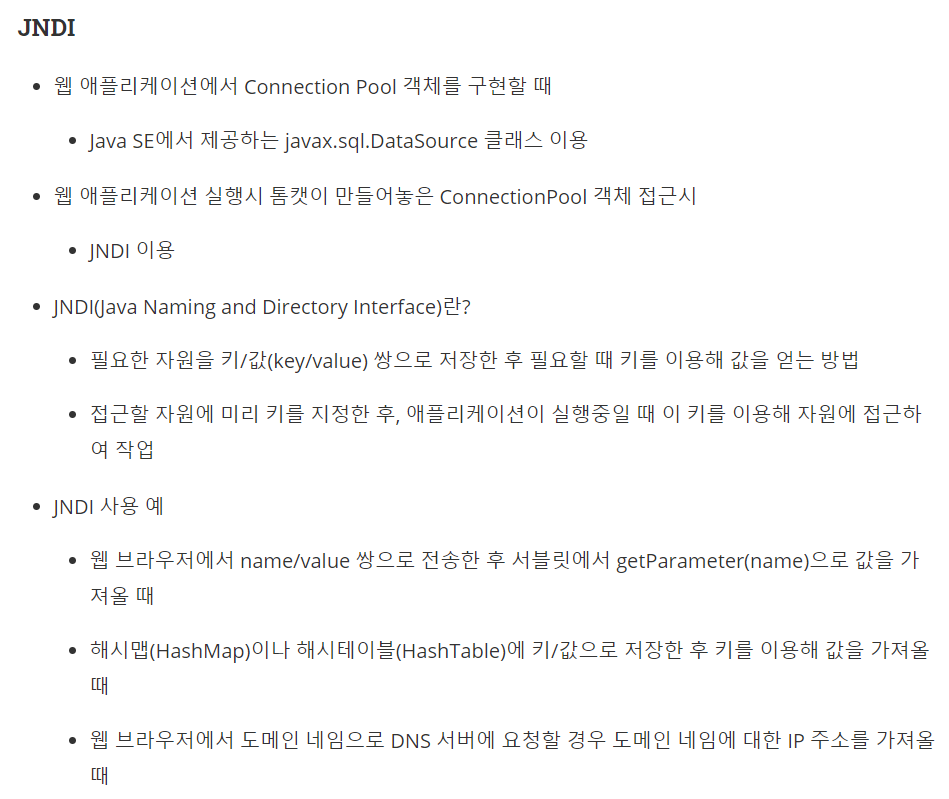 JNDI
웹 애플리케이션에서 Connection Pool 객체를 구현할 때
Java SE에서 제공하는 javax.sql.DataSource 클래스 이용
웹 애플리케이션 실행시 톰캣이 만들어놓은 ConnectionPool 객체 접근시
JNDI 이용
JNDI(Java Naming and Directory Interface)란?
필요한 자원을 키/값(key/value) 쌍으로 저장한 후 필요할 때 키를 이용해 값을 얻는 방법
접근할 자원에 미리 키를 지정한 후, 애플리케이션이 실행중일 때 이 키를 이용해 자원에 접근하
여 작업
JNDI 사용 예
웹 브라우저에서 name/value 쌍으로 전송한 후 서블릿에서 getParameter(name)으로 값을 가
져올 때
해시맵(HashMap)이나 해시테이블(HashTable)에 키/값으로 저장한 후 키를 이용해 값을 가져올
때
웹 브라우저에서 도메인 네임으로 DNS 서버에 요청할 경우 도메인 네임에 대한 IP 주소를 가져올
때